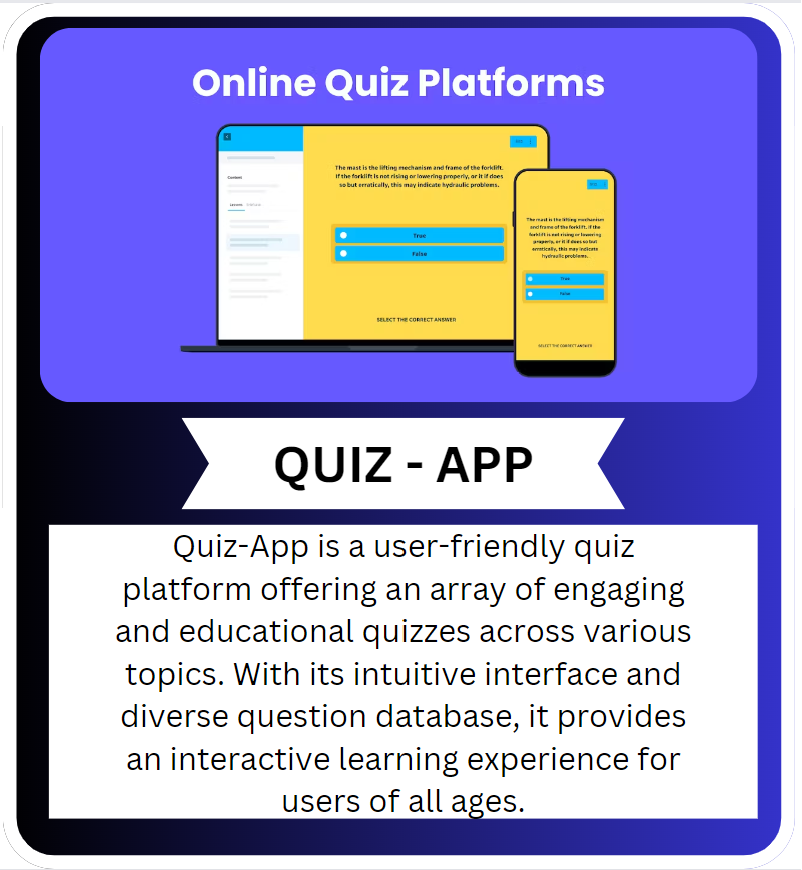 Online Quiz Platforms
The mast is the lifting mechanism and frame of the forklift.
If the forklift is not rising or lowering properly, or it if does
so but erratically, this may indicate hydraulic problems.
Content
Lessons
True
False
SELECT THE CORRECT ANSWER
The mast is the lifting mechanism
and frame of the forklift. If the
forklift is not rising or lowering
properly, or it if does so but
erratically, this may indicate
hydraulic problems.
True
False
SELECT THE CORRECT ANSWER
QUIZ - APP
Quiz-App is a user-friendly quiz
platform offering an array of engaging
and educational quizzes across various
topics. With its intuitive interface and
diverse question database, it provides
an interactive learning experience for
users of all ages.